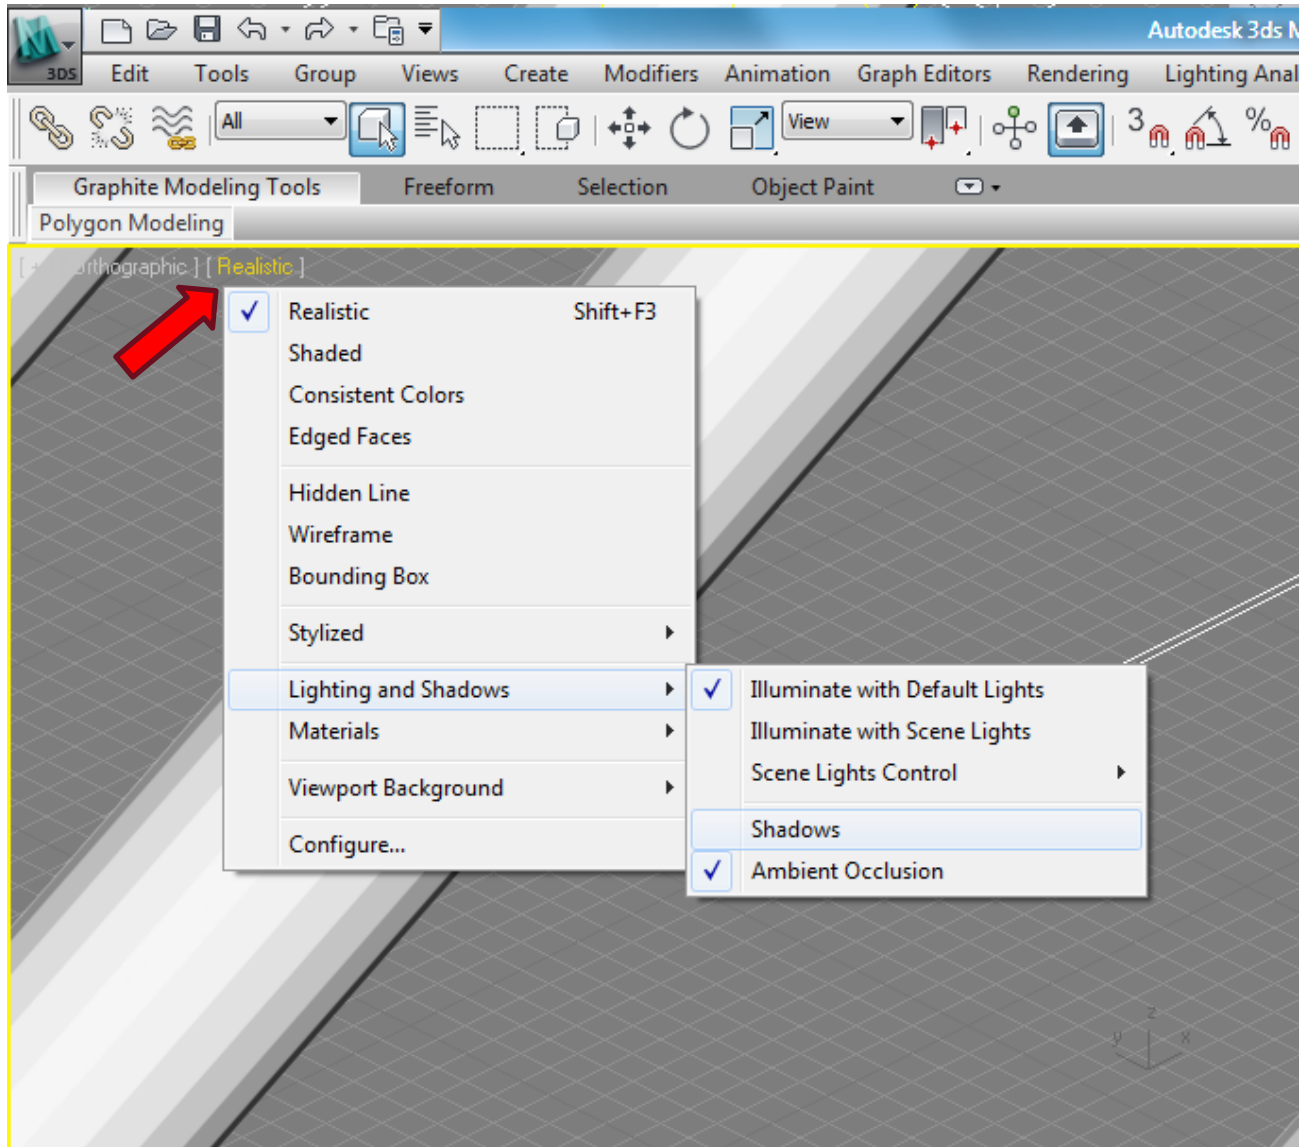 Autodesk 3ds M
3DS
Edit Tools Group Views Create Modifiers Animation Graph Editors Rendering Lighting Anal
All View 3 %
Graphite Modeling Tools Freeform Selection Object Paint
Polygon Modeling
[ + ] [ Orthographic ] [ Realistic ]
Realistic Shift+F3
Shaded
Consistent Colors
Edged Faces
Hidden Line
Wireframe
Bounding Box
Stylized
Lighting and Shadows
Materials
Viewport Background
Configure...
Illuminate with Default Lights
Illuminate with Scene Lights
Scene Lights Control
Shadows
Ambient Occlusion
z
y x